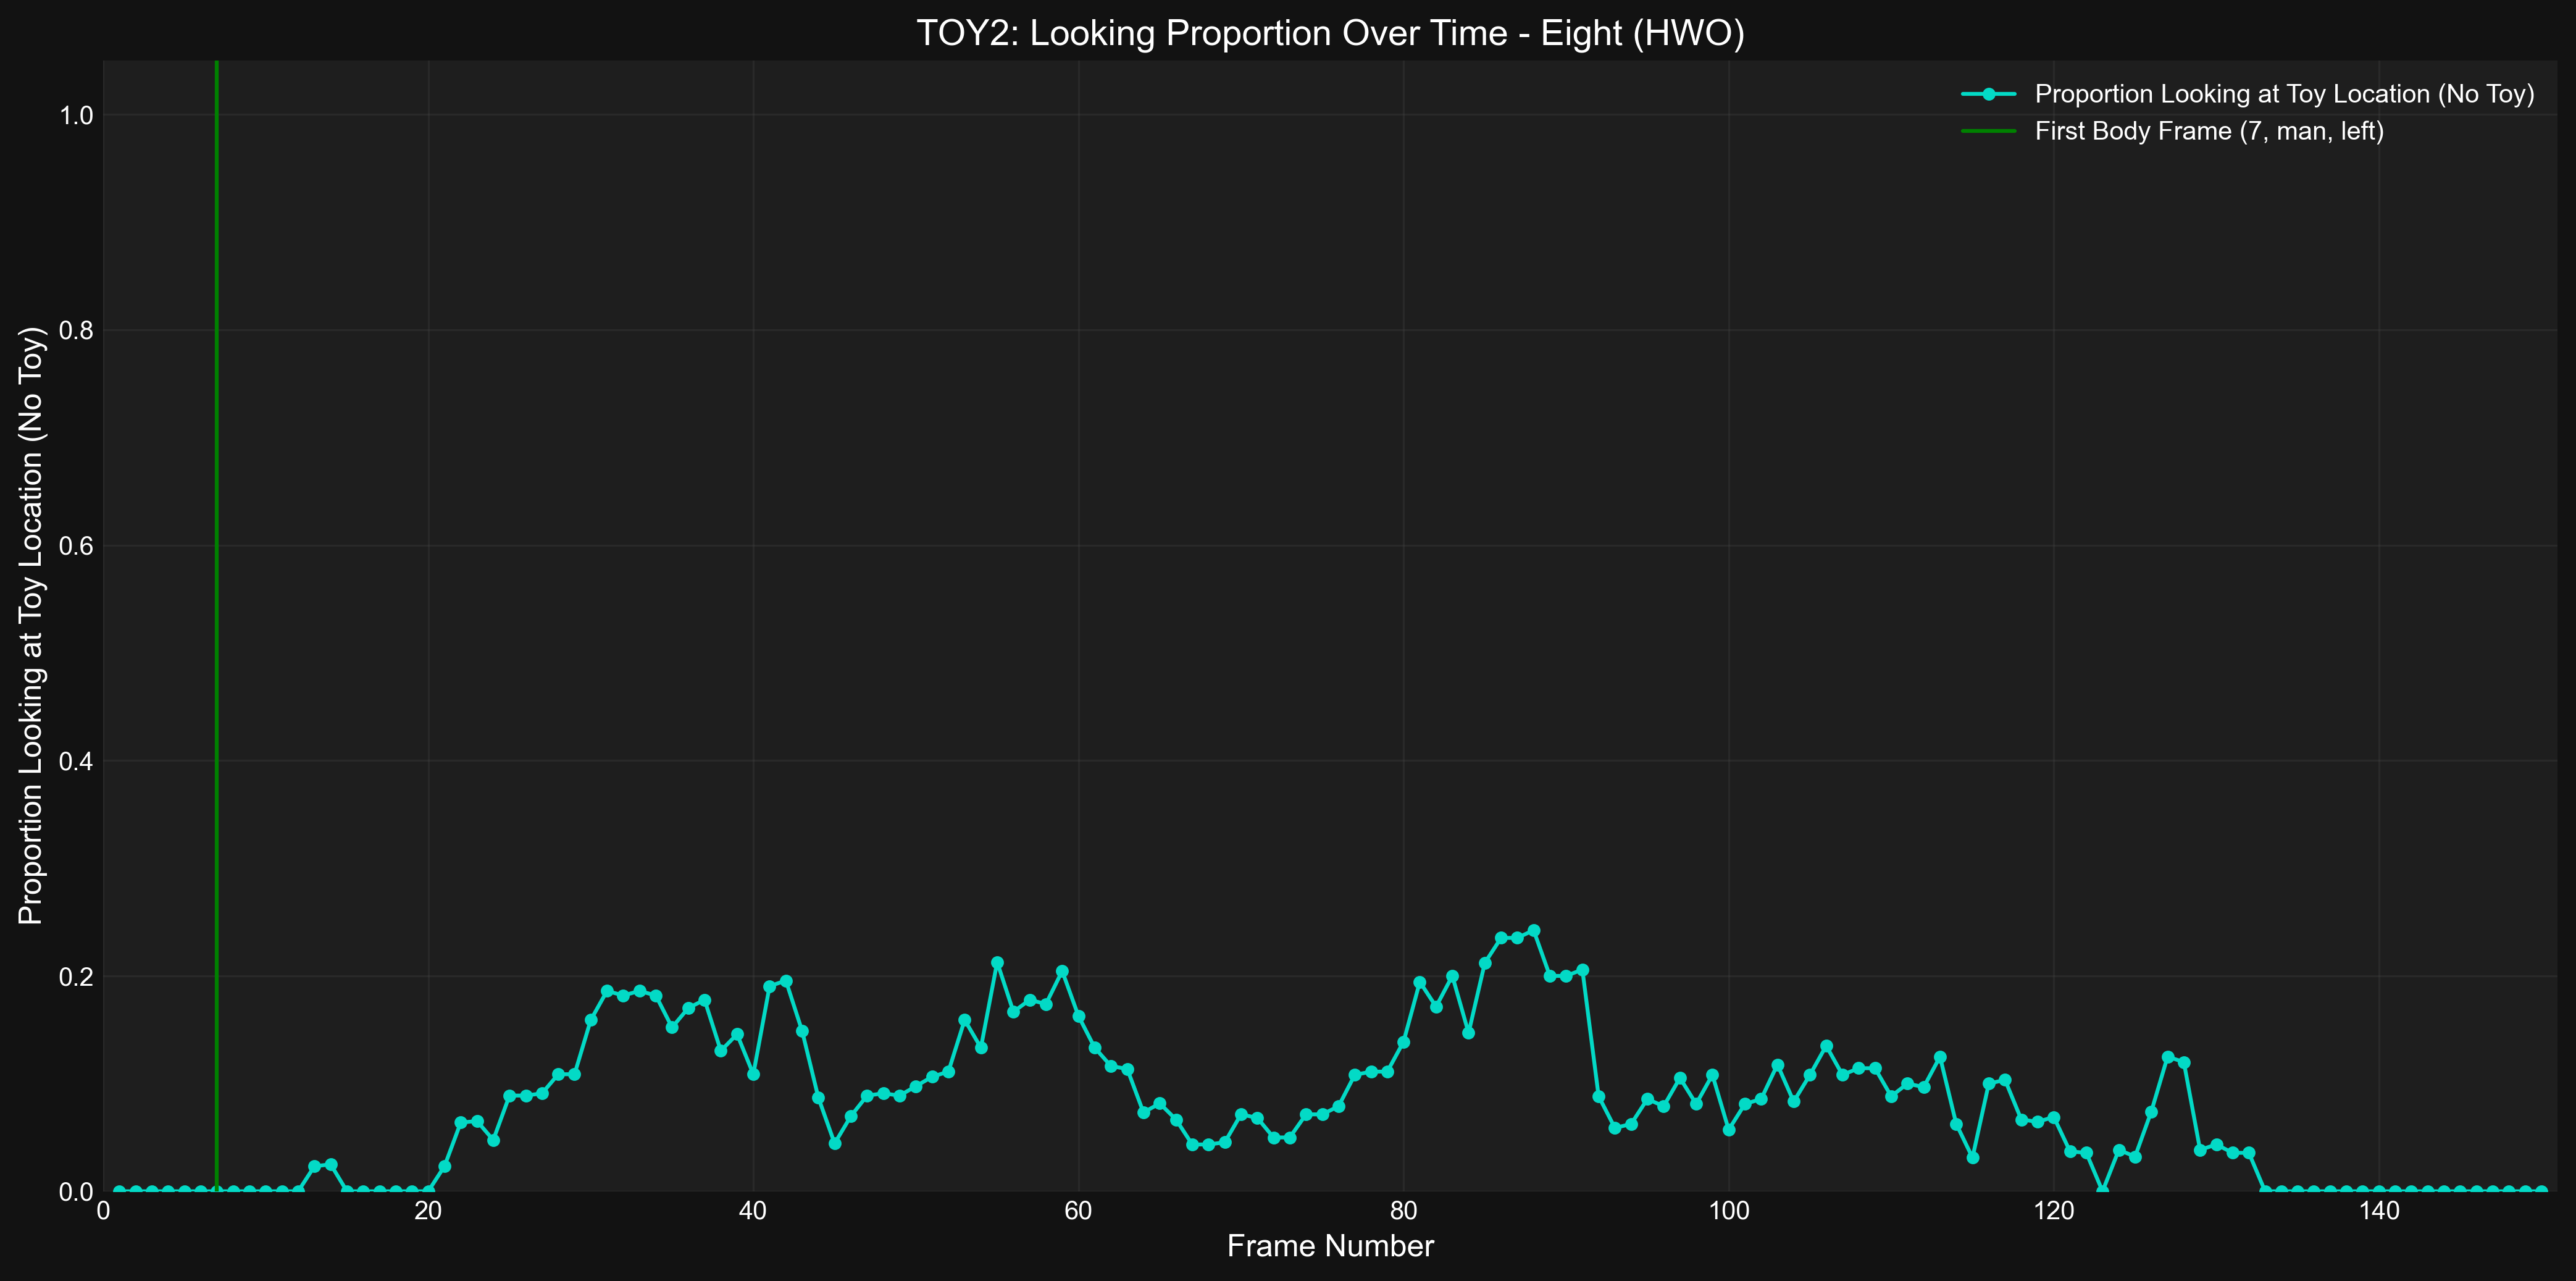 TOY2: Looking Proportion Over Time - Eight (HWO)
Proportion Looking at Toy Location (No Toy)
First Body Frame (7, man, left)
Proportion Looking at Toy Location (No Toy)
1.0
0.8
0.6
0.4
0.2
0.0
0 20 40 60 80 100 120 140
Frame Number